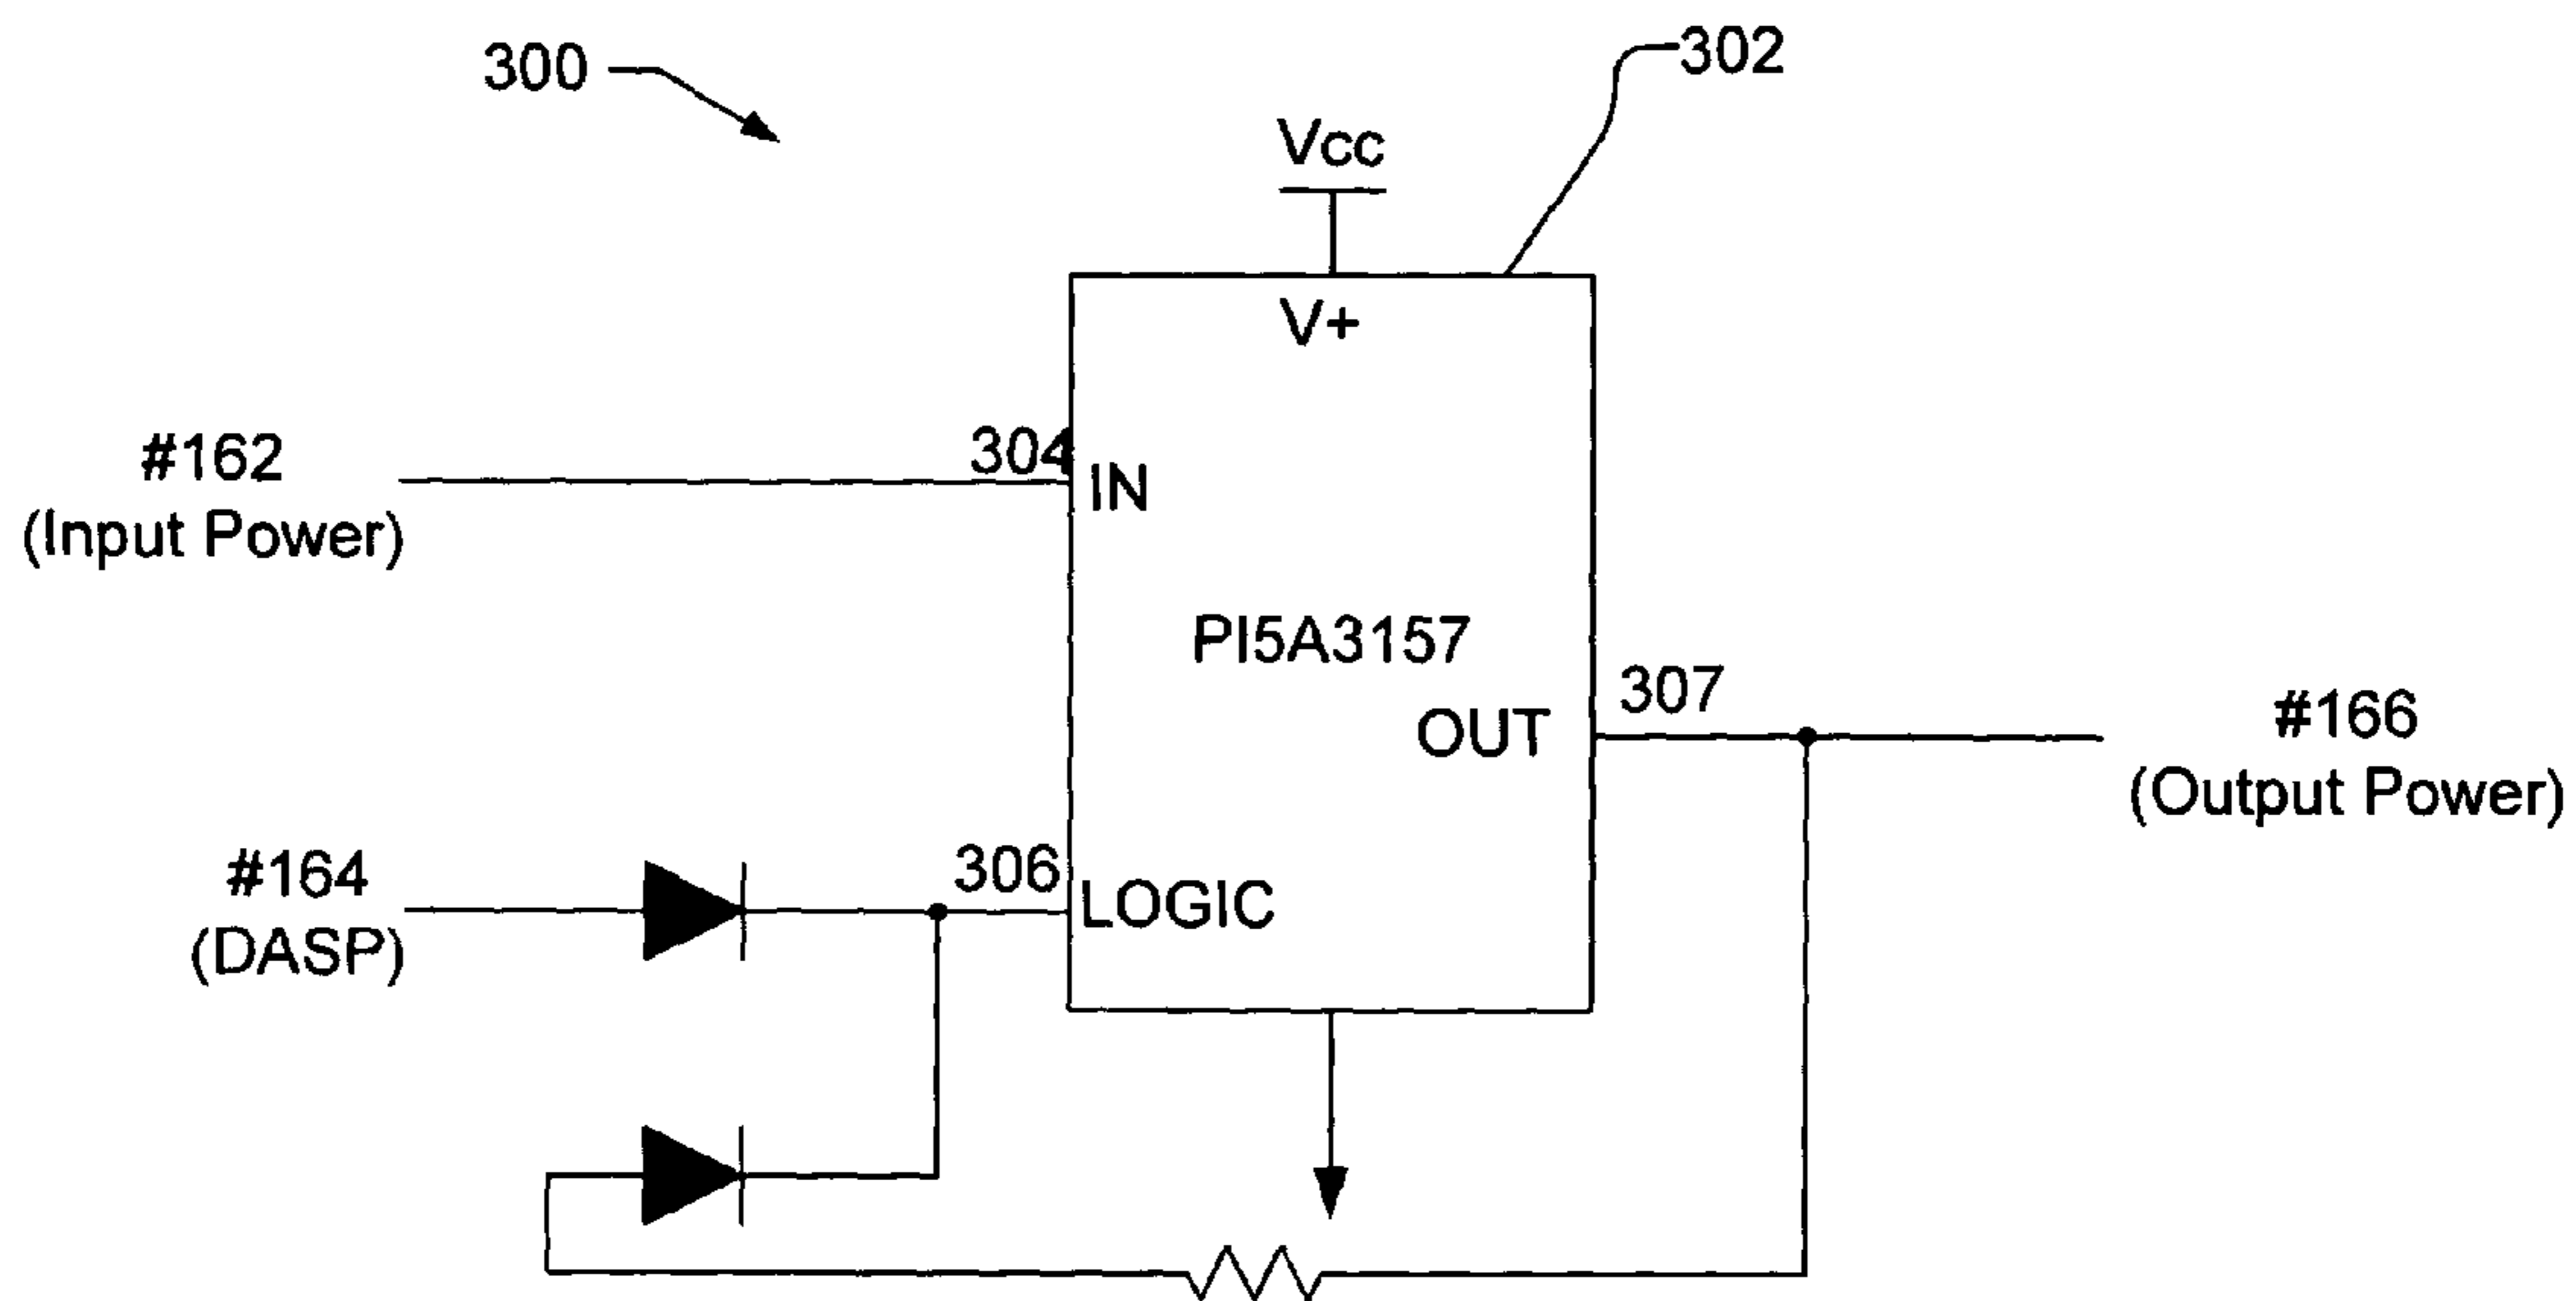 300
302
Vcc
V+
#162
(Input Power)
304
IN
PI5A3157
307
OUT
#166
(Output Power)
#164
(DASP)
306
LOGIC